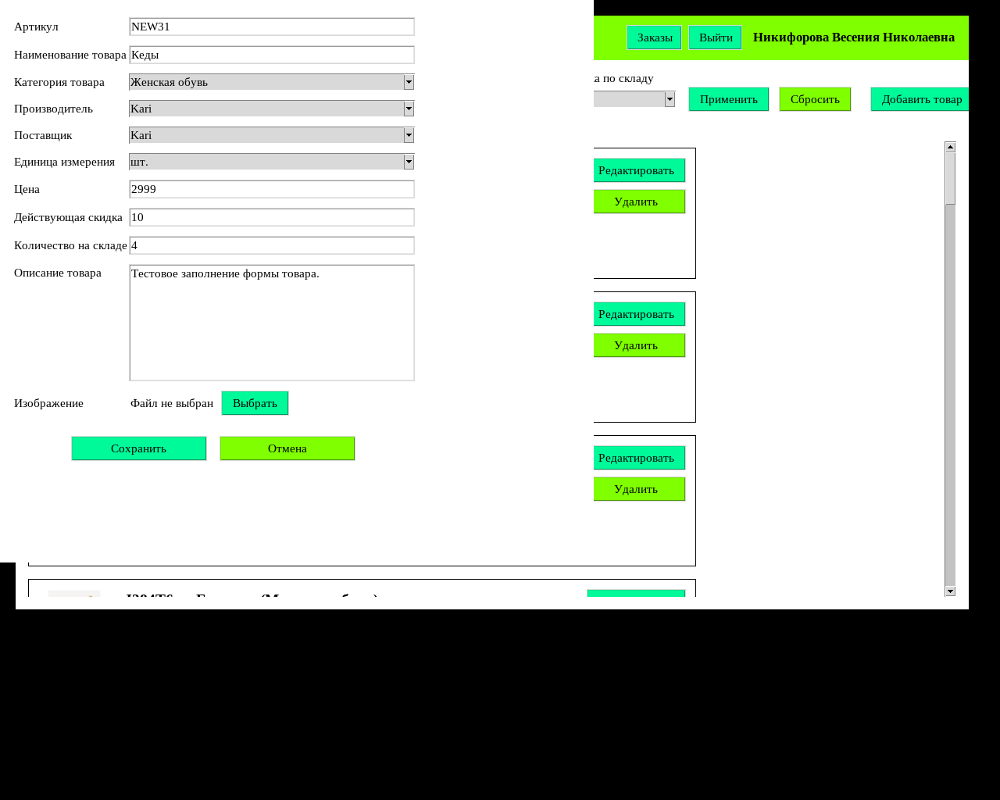 Артикул NEW31
Наименование товара Кеды
Категория товара Женская обувь
Производитель Kari
Поставщик Kari
Единица измерения шт.
Цена 2999
Действующая скидка 10
Количество на складе 4
Описание товара Тестовое заполнение формы товара.
Изображение Файл не выбран Выбрать
Сохранить Отмена
Заказы Выйти Никифорова Весения Николаевна
по складу
Применить Сбросить Добавить товар
Редактировать
Удалить
Редактировать
Удалить
Редактировать
Удалить